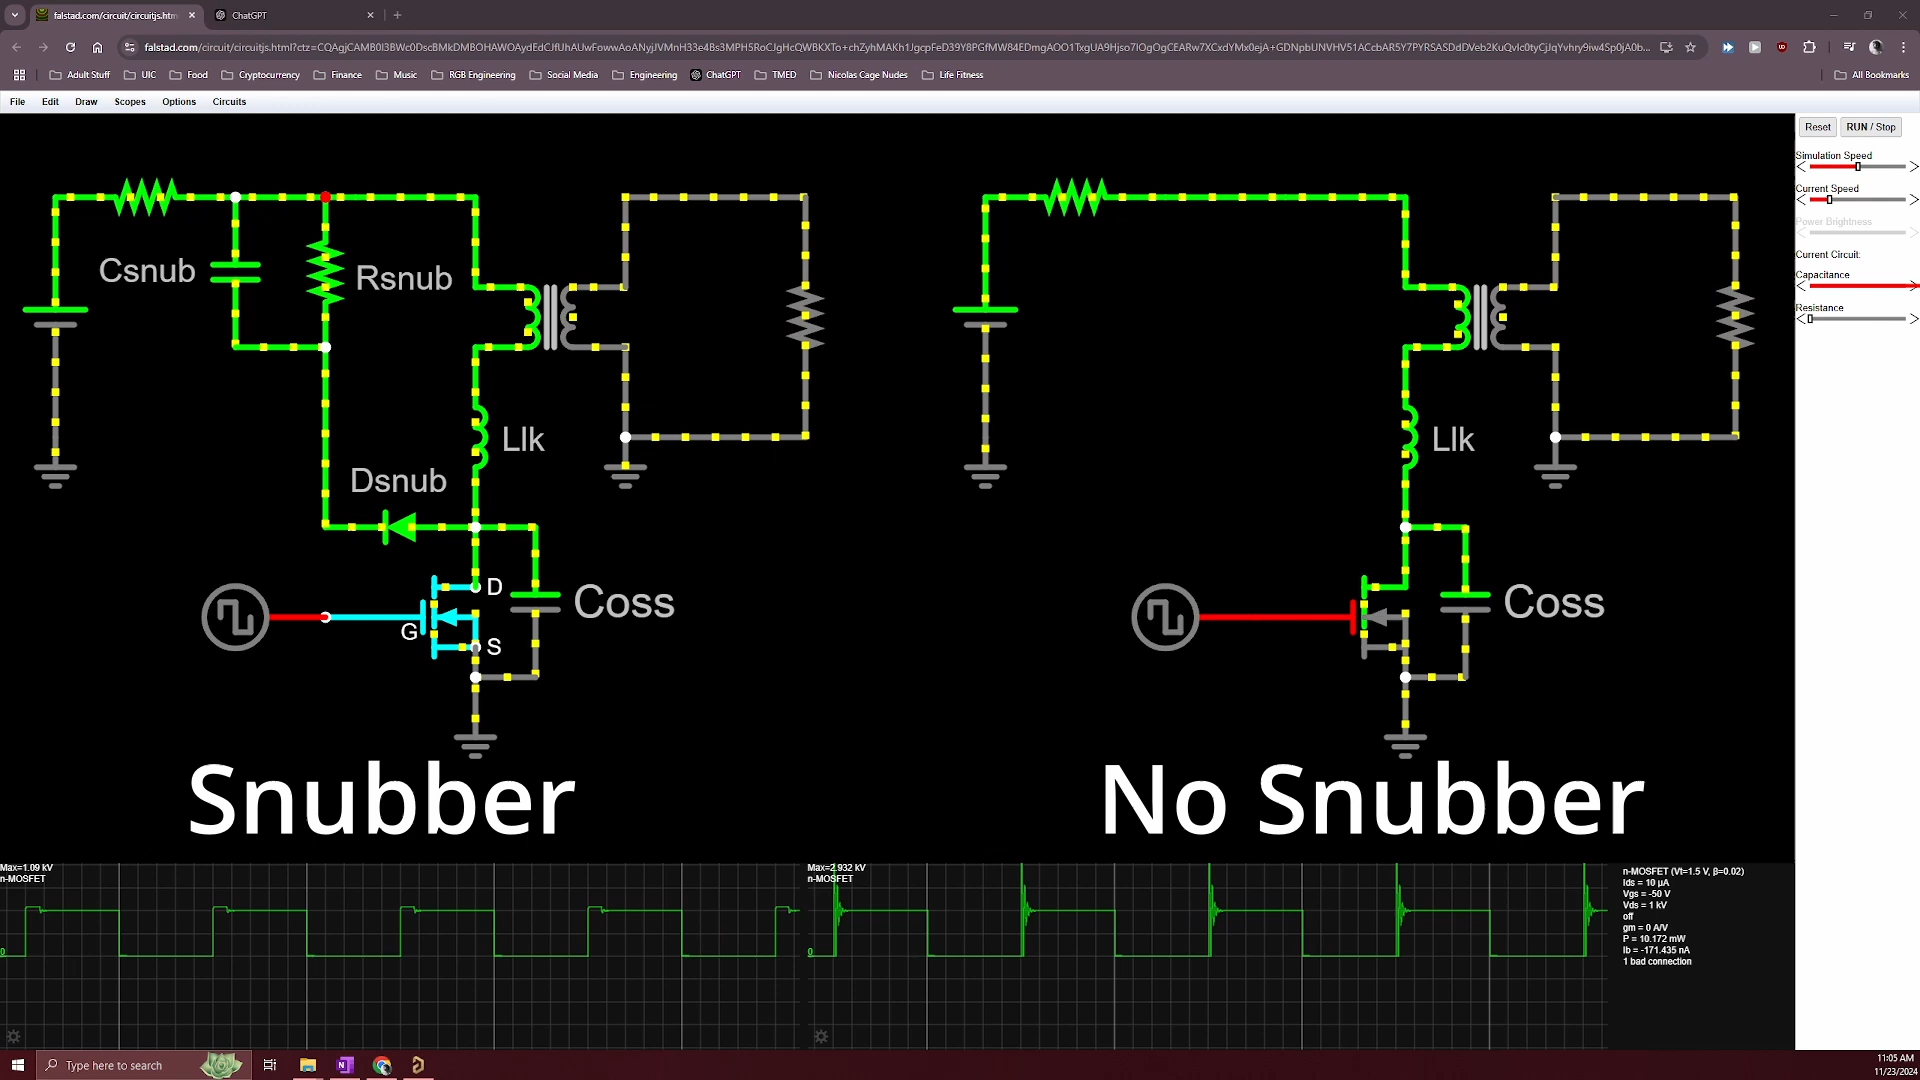 falstad.com/circuit/circuitjs.htm
ChatGPT
Adult Stuff
UIC
Food
Cryptocurrency
Finance
Music
RGB Engineering
Social Media
Engineering
ChatGPT
TMED
Nicolas Cage Nudes
Life Fitness
All Bookmarks
File
Edit
Draw
Scopes
Options
Circuits
Reset
RUN / Stop
Simulation Speed
Current Speed
Power Brightness
Current Circuit:
Capacitance
Resistance
Csnub
Rsnub
Llk
Dsnub
D
G
S
Coss
Llk
Coss
Snubber
No Snubber
Max=1.09 kV
n-MOSFET
0
Max=2.932 kV
n-MOSFET
0
n-MOSFET (Vt=1.5 V, β=0.02)
Ids = 10 µA
Vgs = -50 V
Vds = 1 kV
off
gm = 0 A/V
P = 10.172 mW
Ib = -171.435 nA
1 bad connection
Type here to search
11:05 AM
11/23/2024